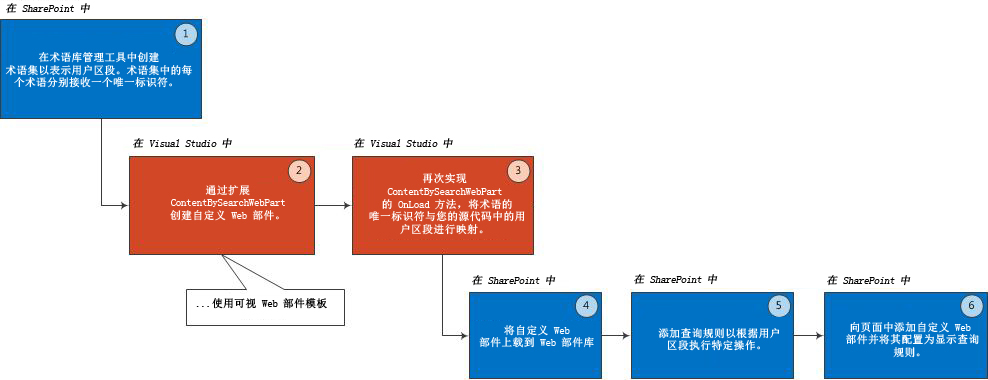 在 SharePoint 中
1
在术语库管理工具中创建
术语集以表示用户区段。术语集中的每
个术语分别接收一个唯一标识符。
在 Visual Studio 中
2
通过扩展
ContentBySearchWebPart
创建自定义 Web 部件。
...使用可视 Web 部件模板
在 Visual Studio 中
3
再次实现
ContentBySearchWebPart
的 OnLoad 方法，将术语的
唯一标识符与您的源代码中的用
户区段进行映射。
在 SharePoint 中
4
将自定义 Web
部件上载到 Web 部件库
在 SharePoint 中
5
添加查询规则以根据用户
区段执行特定操作。
在 SharePoint 中
6
向页面中添加自定义 Web
部件并将其配置为显示查询
规则。